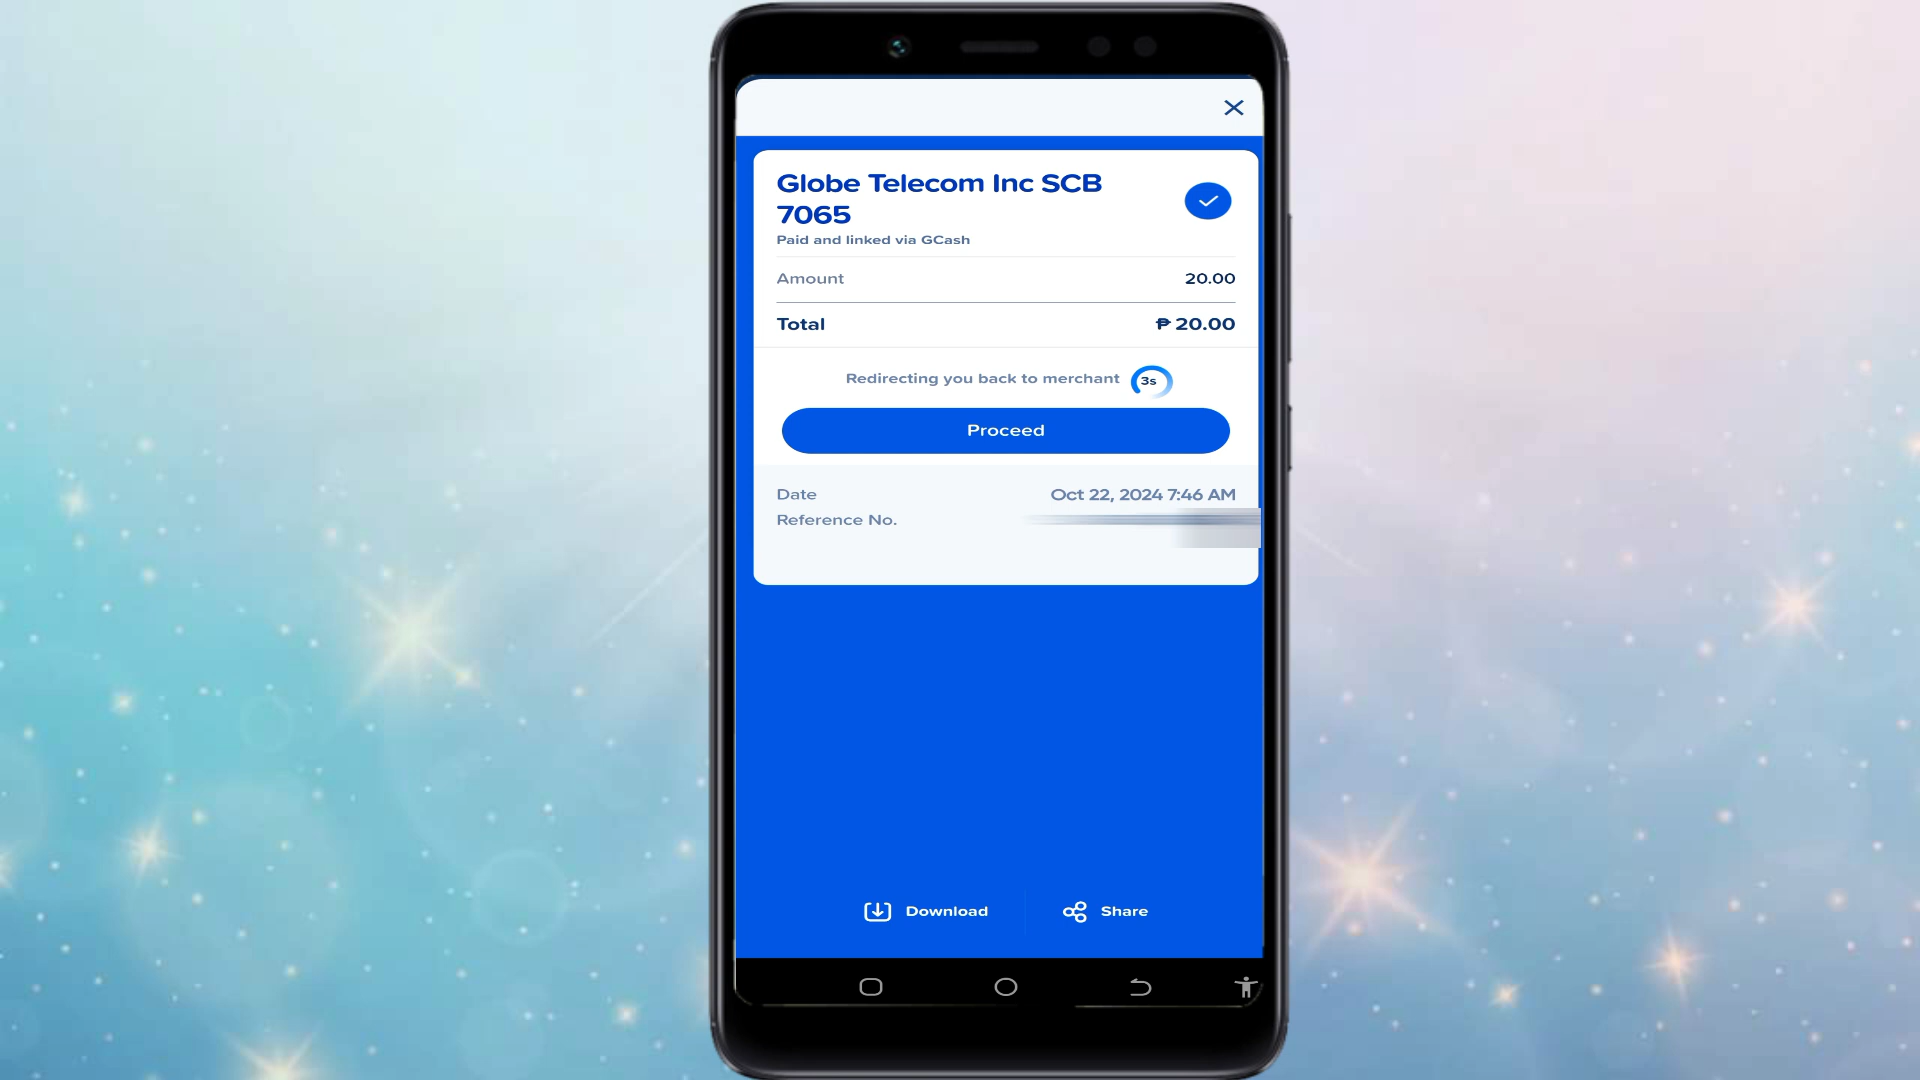 Globe Telecom Inc SCB
7065
Paid and linked via GCash
Amount 20.00
Total ₱ 20.00
Redirecting you back to merchant 3s
Proceed
Date Oct 22, 2024 7:46 AM
Reference No.
Download Share